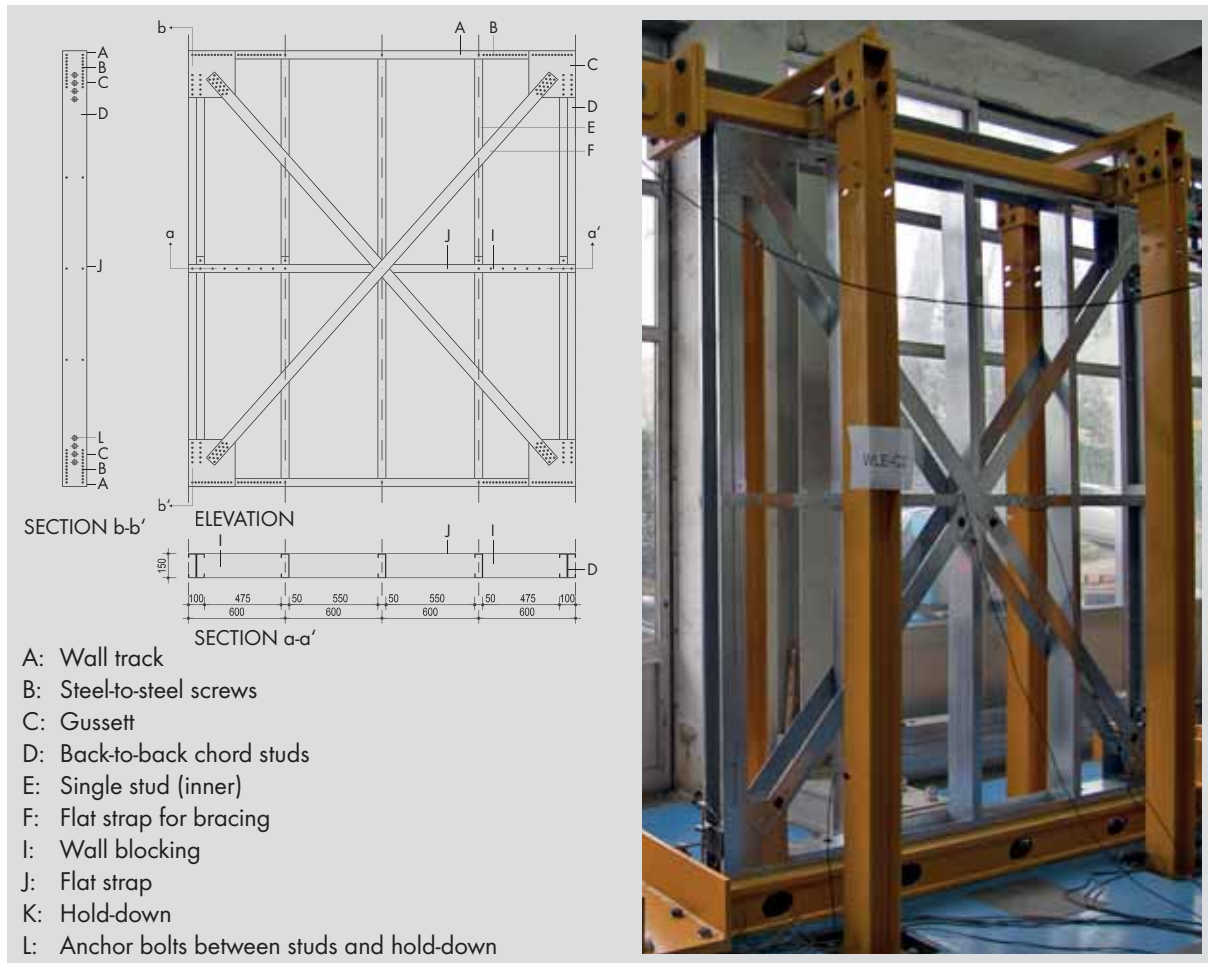 b
A
B
A
B
C
D
C
D
E
F
a
J
I
a'
J
L
C
B
A
b'
SECTION b-b'
ELEVATION
I
J
I
150
D
100 475 50 550 50 550 50 475 100
600 600 600 600
SECTION a-a'
A: Wall track
B: Steel-to-steel screws
C: Gussett
D: Back-to-back chord studs
E: Single stud (inner)
F: Flat strap for bracing
I: Wall blocking
J: Flat strap
K: Hold-down
L: Anchor bolts between studs and hold-down